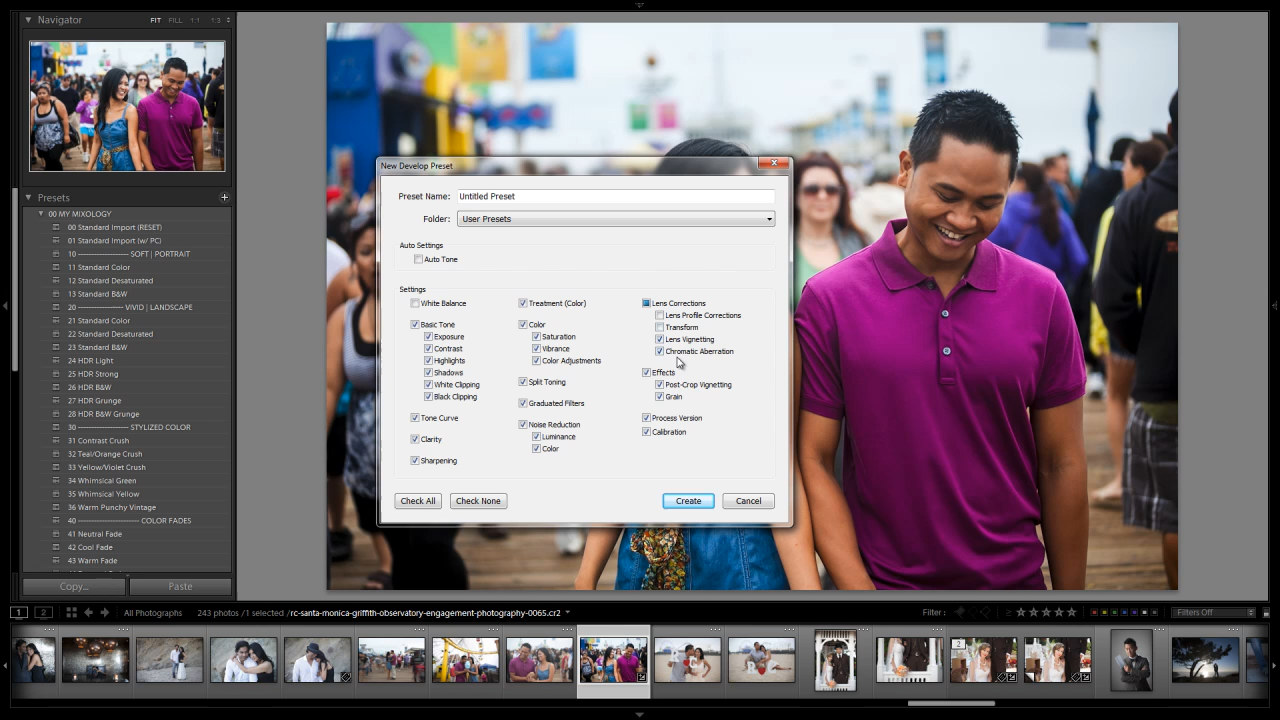 Navigator
FIT FILL 1:1 1:3
Presets
00 MY MIXOLOGY
00 Standard Import (RESET)
01 Standard Import (w/ PC)
10 ---------------- SOFT | PORTRAIT
11 Standard Color
12 Standard Desaturated
13 Standard B&W
20 ---------------- VIVID | LANDSCAPE
21 Standard Color
22 Standard Desaturated
23 Standard B&W
24 HDR Light
25 HDR Strong
26 HDR B&W
27 HDR Grunge
28 HDR B&W Grunge
30 ---------------- STYLIZED COLOR
31 Contrast Crush
32 Teal/Orange Crush
33 Yellow/Violet Crush
34 Whimsical Green
35 Whimsical Yellow
36 Warm Punchy Vintage
40 ---------------- COLOR FADES
41 Neutral Fade
42 Cool Fade
43 Warm Fade
Copy...
Paste
New Develop Preset
Preset Name: Untitled Preset
Folder: User Presets
Auto Settings
Auto Tone
Settings
White Balance
Basic Tone
Exposure
Contrast
Highlights
Shadows
White Clipping
Black Clipping
Tone Curve
Clarity
Sharpening
Treatment (Color)
Color
Saturation
Vibrance
Color Adjustments
Split Toning
Graduated Filters
Noise Reduction
Luminance
Color
Lens Corrections
Lens Profile Corrections
Transform
Lens Vignetting
Chromatic Aberration
Effects
Post-Crop Vignetting
Grain
Process Version
Calibration
Check All
Check None
Create
Cancel
1 2 All Photographs 243 photos /1 selected /rc-santa-monica-griffith-observatory-engagement-photography-0065.cr2
Filter :
Filters Off
2